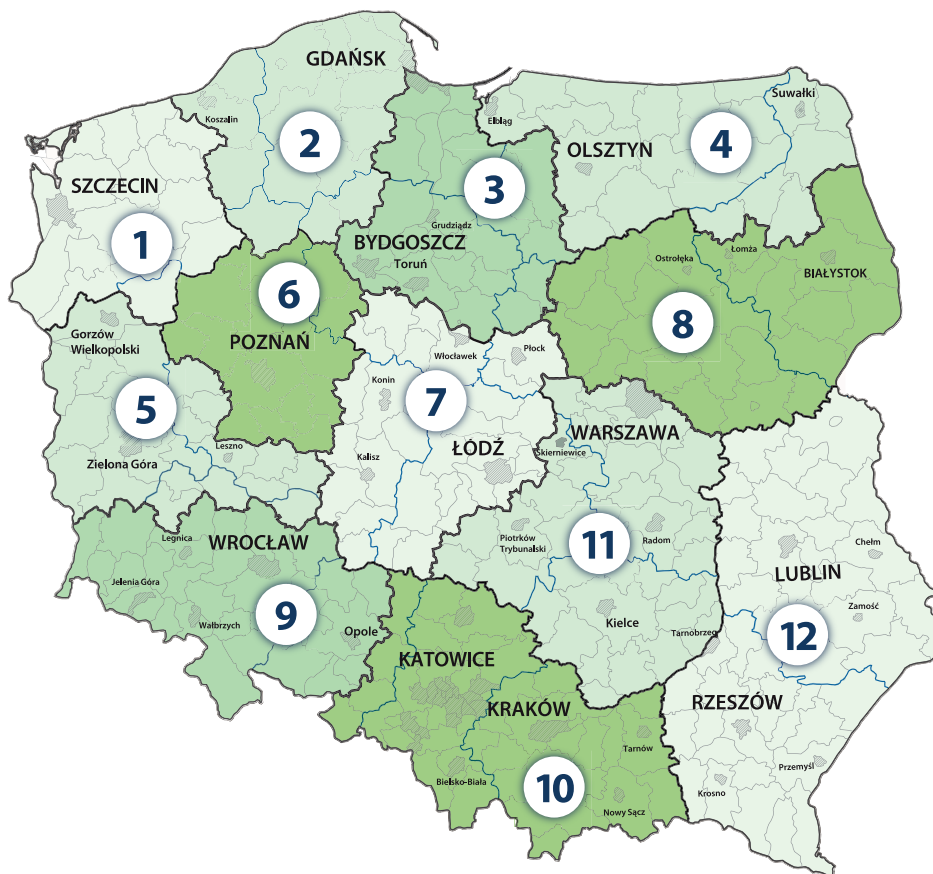 GDAŃSK
Koszalin
2
Suwałki
Elbląg
OLSZTYN
4
SZCZECIN
1
3
Grudziądz
BYDGOSZCZ
Toruń
Ostrołęka
Łomża
BIAŁYSTOK
8
6
POZNAŃ
Gorzów
Wielkopolski
5
Leszno
Zielona Góra
Włocławek
Płock
Konin
7
Kalisz
ŁÓDŹ
WARSZAWA
Skierniewice
Piotrków
Trybunalski
11
Radom
Kielce
Tarnobrzeg
Legnica
WROCŁAW
Jelenia Góra
Wałbrzych
9
Opole
LUBLIN
Chełm
Zamość
12
RZESZÓW
Przemyśl
Krosno
KATOWICE
KRAKÓW
Tarnów
Bielsko-Biała
10
Nowy Sącz